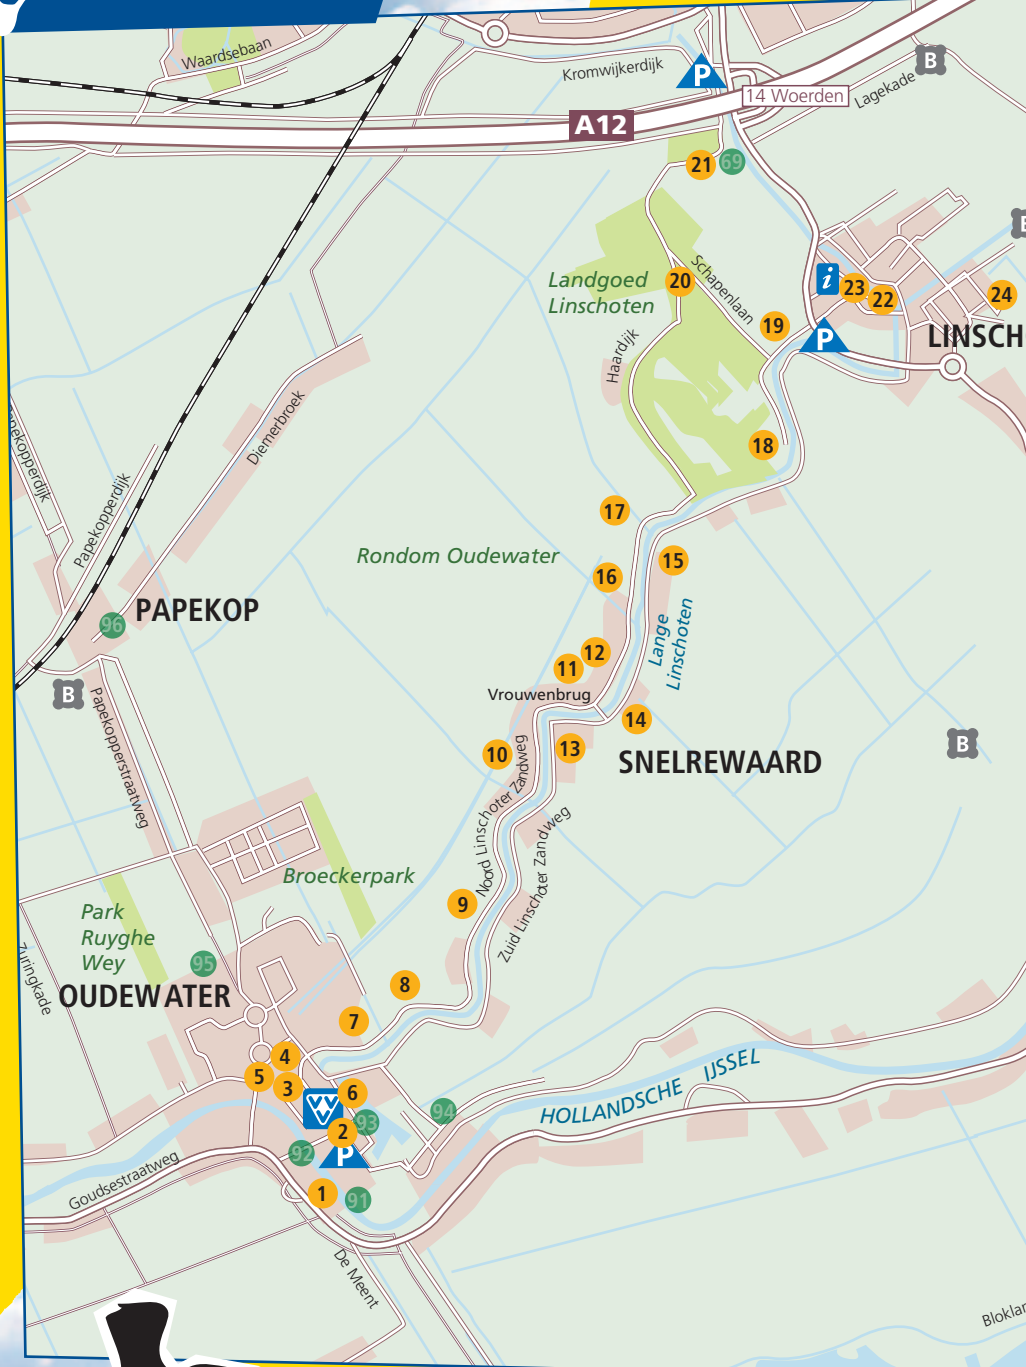 Waardsebaan
Kromwijkerdijk
P
B
14 Woerden
Lagekade
A12
21
69
Landgoed
Linschoten
20
Schapenlaan
i
23
22
24
19
P
LINSCH
Haardijk
Papekopperdijk
Diemerbroek
18
Papekopperdijk
17
Rondom Oudewater
15
16
96
PAPEKOP
Lange
Linschoten
12
11
B
Vrouwenbrug
14
Papekopperstraatweg
10
13
B
SNELREWAARD
Noord Linschoter Zandweg
Zuid Linschoter Zandweg
Broeckerpark
9
Park
Ruyghe
Wey
Zuringkade
95
8
OUDEWATER
7
4
5
3
6
VVV
HOLLANDSCHE IJSSEL
94
93
2
92
P
Goudsestraatweg
1
91
De Meent